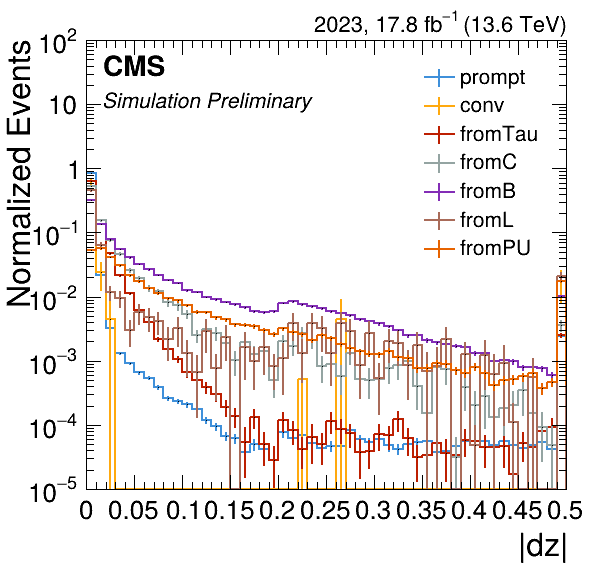 2023, 17.8 fb⁻¹ (13.6 TeV)
Normalized Events
CMS
Simulation Preliminary
prompt
conv
fromTau
fromC
fromB
fromL
fromPU
10²
10
1
10⁻¹
10⁻²
10⁻³
10⁻⁴
10⁻⁵
0 0.05 0.1 0.15 0.2 0.25 0.3 0.35 0.4 0.45 0.5
|dz|